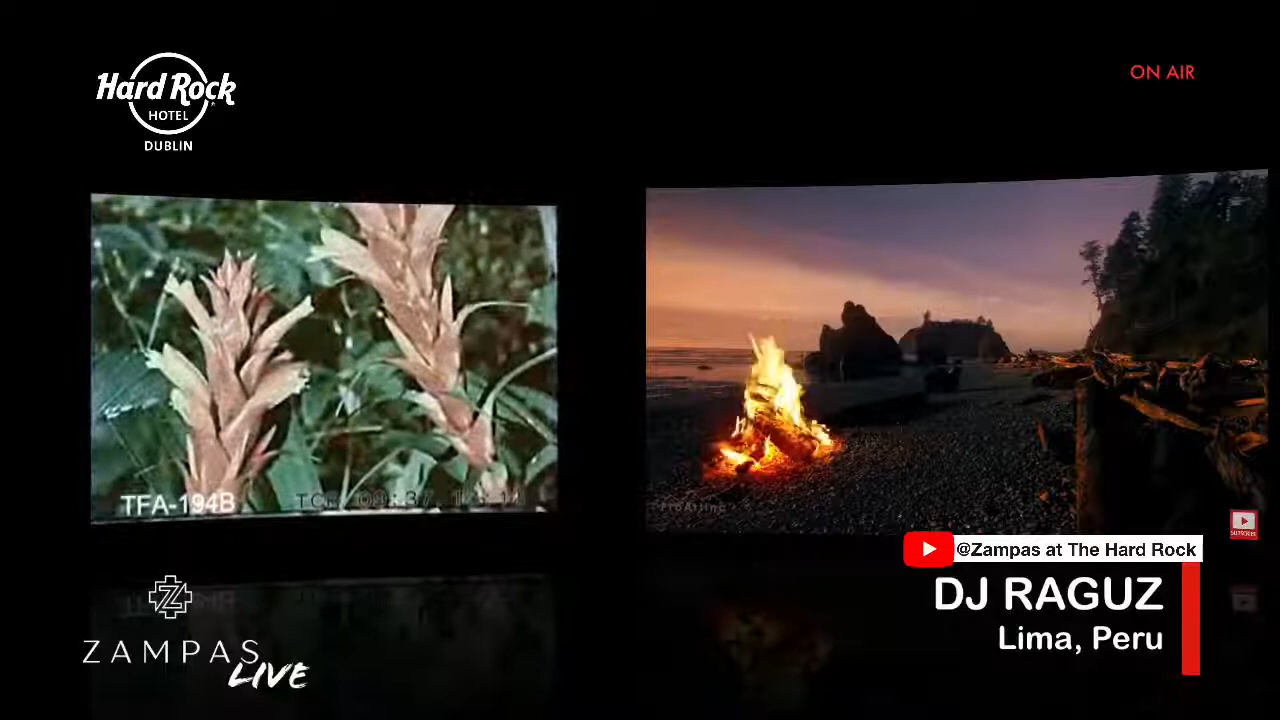 Hard Rock
HOTEL
DUBLIN
ON AIR
TFA-194B
SUBSCRIBE
@Zampas at The Hard Rock
DJ RAGUZ
Lima, Peru
ZAMPAS
LIVE